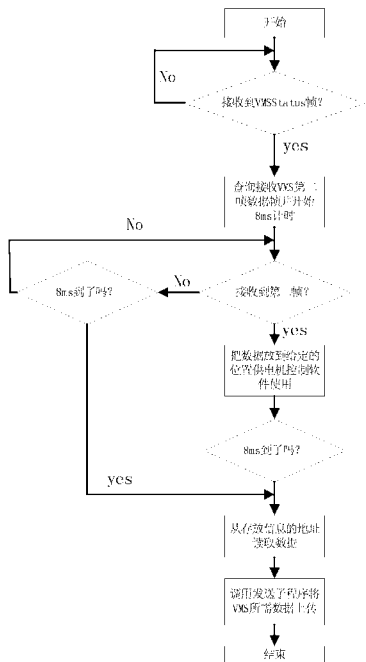 开始
No
接收到VMSStatus帧?
yes
查询接收VMS第二
帧数据帧并开始
8ms计时
No
8ms到了吗?
No
接收到第 帧?
yes
把数据放到给定的
位置供电机控制软
件使用
8ms到了吗?
yes
从存放信息的地址
读取数据
调用发送子程序将
VMS所需数据上传
结束